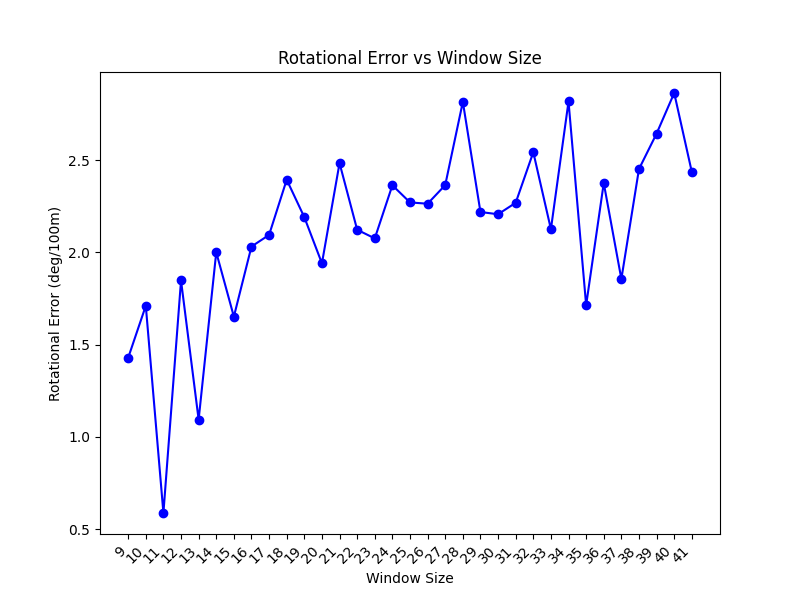 Rotational Error vs Window Size
Rotational Error (deg/100m)
2.5
2.0
1.5
1.0
0.5
9 10 11 12 13 14 15 16 17 18 19 20 21 22 23 24 25 26 27 28 29 30 31 32 33 34 35 36 37 38 39 40 41
Window Size